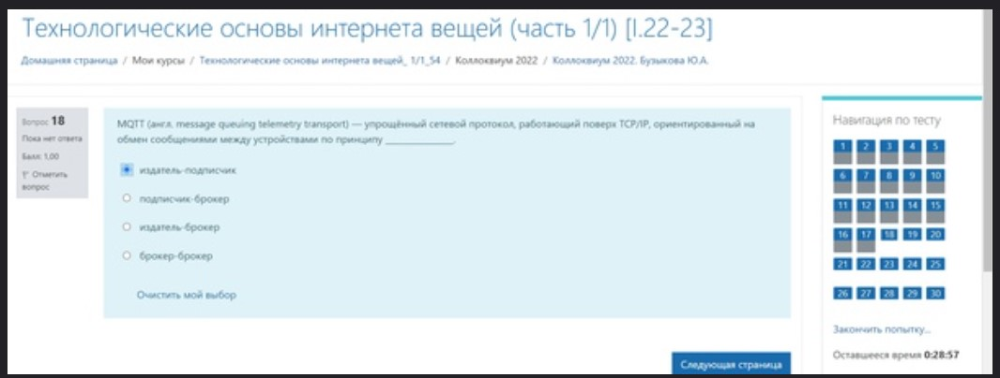 Технологические основы интернета вещей (часть 1/1) [I.22-23]
Домашняя страница / Мои курсы / Технологические основы интернета вещей_ 1/1_54 / Коллоквиум 2022 / Коллоквиум 2022. Бузыкова Ю.А.
Вопрос 18
Пока нет ответа
Балл: 1,00
Отметить
вопрос
MQTT (англ. message queuing telemetry transport) — упрощённый сетевой протокол, работающий поверх TCP/IP, ориентированный на
обмен сообщениями между устройствами по принципу ______________.
издатель-подписчик
подписчик-брокер
издатель-брокер
брокер-брокер
Очистить мой выбор
Следующая страница
Навигация по тесту
1 2 3 4 5
6 7 8 9 10
11 12 13 14 15
16 17 18 19 20
21 22 23 24 25
26 27 28 29 30
Закончить попытку...
Оставшееся время 0:28:57